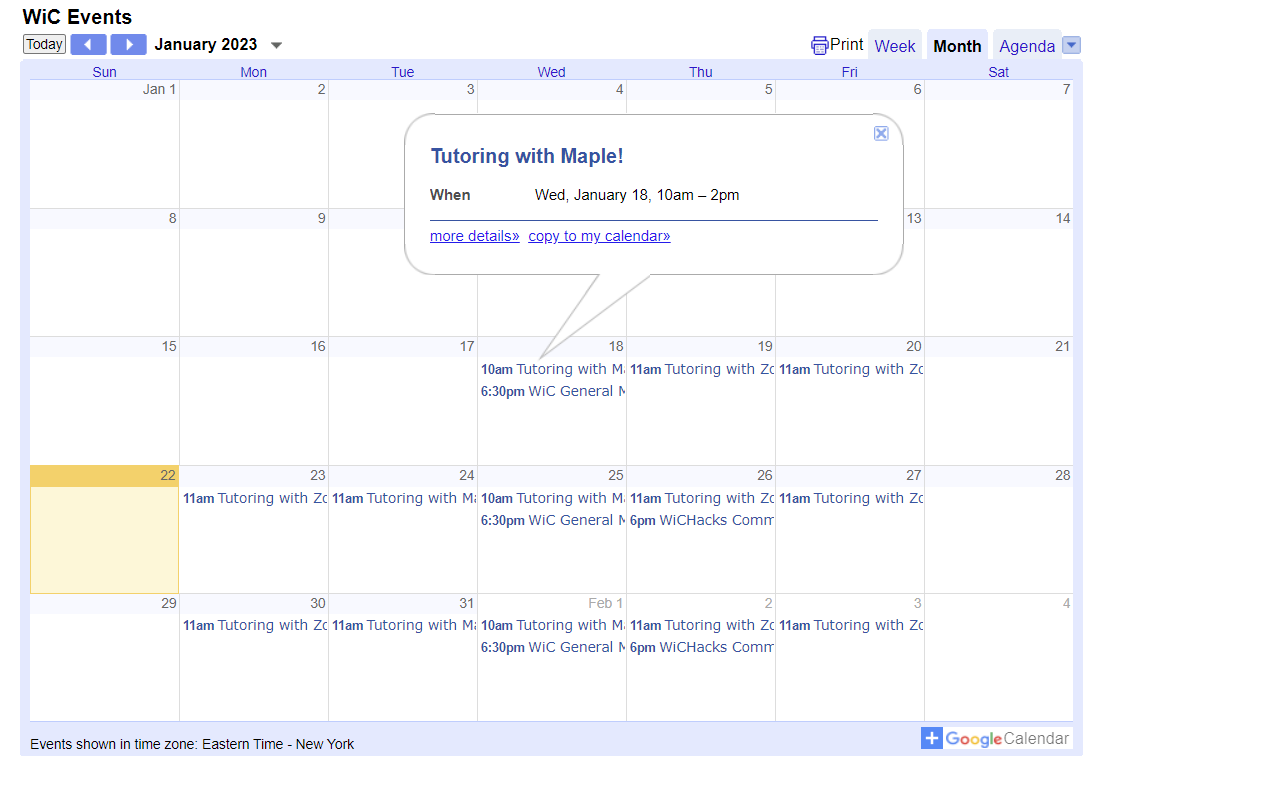 WiC Events
Today January 2023 Print Week Month Agenda
Sun Mon Tue Wed Thu Fri Sat
Jan 1 2 3 4 5 6 7
Tutoring with Maple!
When Wed, January 18, 10am – 2pm
more details» copy to my calendar»
8 9 13 14
15 16 17 18 19 20 21
10am Tutoring with Ma 11am Tutoring with Zo 11am Tutoring with Zo
6:30pm WiC General M
22 23 24 25 26 27 28
11am Tutoring with Zo 11am Tutoring with Ma 10am Tutoring with Ma 11am Tutoring with Zo 11am Tutoring with Zo
6:30pm WiC General M 6pm WiCHacks Comm
29 30 31 Feb 1 2 3 4
11am Tutoring with Zo 11am Tutoring with Ma 10am Tutoring with Ma 11am Tutoring with Zo 11am Tutoring with Zo
6:30pm WiC General M 6pm WiCHacks Comm
Events shown in time zone: Eastern Time - New York
Google Calendar